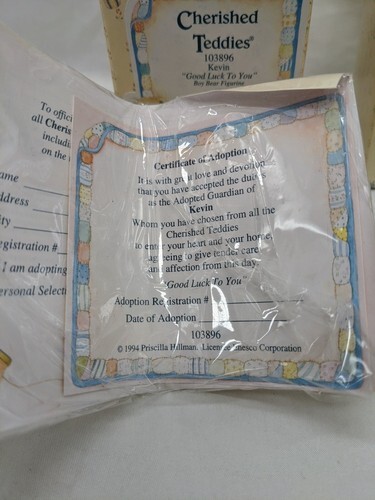 Cherished
Teddies®
103896
Kevin
"Good Luck To You"
Boy Bear Figurine
To offici
all Cheris
includi
on the
ame
ddress
ity
egistration #
I am adopting
ersonal Selecti
Certificate of Adoption
It is with great love and devotion
that you have accepted the duties
as the Adopted Guardian of
Kevin
Whom you have chosen from all the
Cherished Teddies
to enter your heart and your home,
agreeing to give tender care
and affection from this day.
"Good Luck To You"
Adoption Registration #
Date of Adoption
103896
© 1994 Priscilla Hillman. Licensee Enesco Corporation